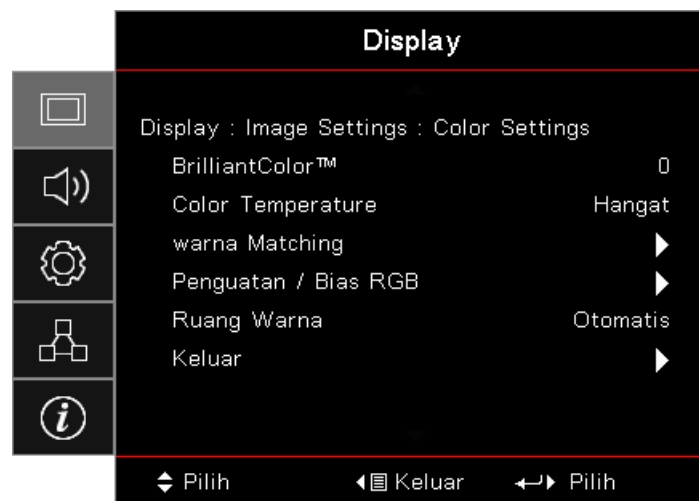 Display
Display : Image Settings : Color Settings
BrilliantColor™ 0
Color Temperature Hangat
warna Matching
Penguatan / Bias RGB
Ruang Warna Otomatis
Keluar
Pilih Keluar Pilih